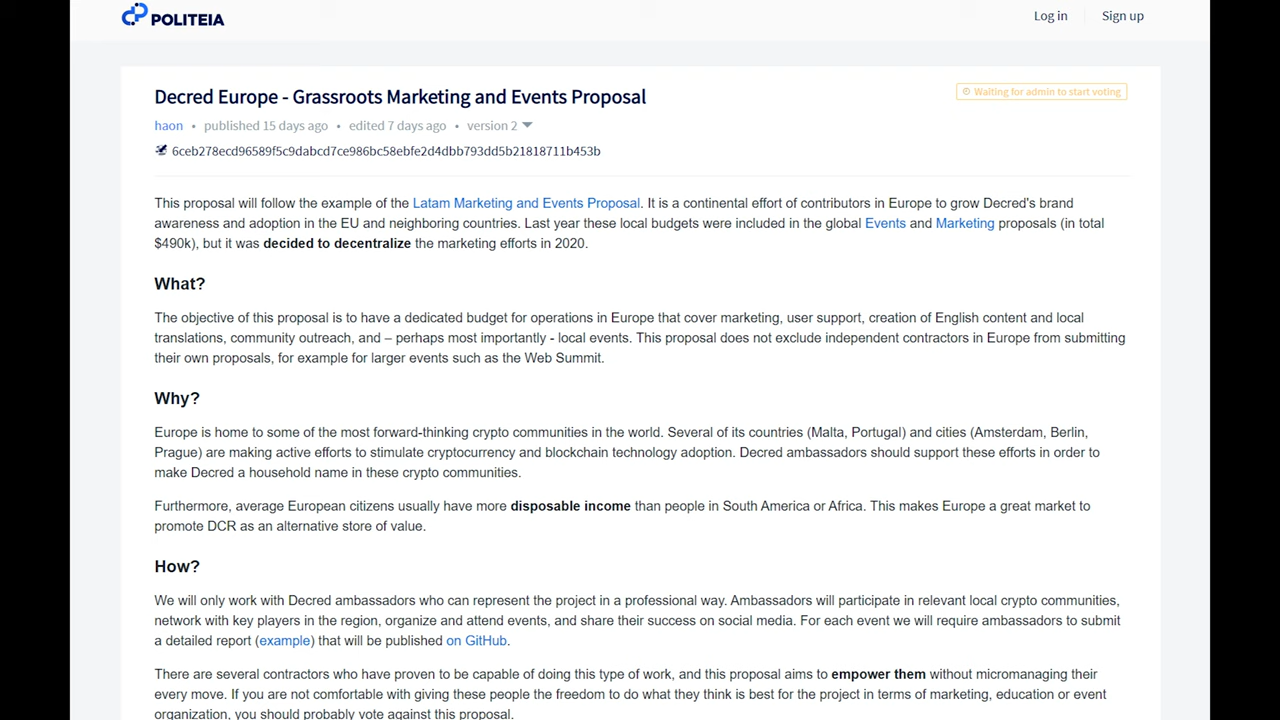 POLITEIA
Log in
Sign up
Decred Europe - Grassroots Marketing and Events Proposal
Waiting for admin to start voting
haon • published 15 days ago • edited 7 days ago • version 2
6ceb278ecd96589f5c9dabcd7ce986bc58ebfe2d4dbb793dd5b21818711b453b
This proposal will follow the example of the Latam Marketing and Events Proposal. It is a continental effort of contributors in Europe to grow Decred's brand
awareness and adoption in the EU and neighboring countries. Last year these local budgets were included in the global Events and Marketing proposals (in total
$490k), but it was decided to decentralize the marketing efforts in 2020.
What?
The objective of this proposal is to have a dedicated budget for operations in Europe that cover marketing, user support, creation of English content and local
translations, community outreach, and – perhaps most importantly - local events. This proposal does not exclude independent contractors in Europe from submitting
their own proposals, for example for larger events such as the Web Summit.
Why?
Europe is home to some of the most forward-thinking crypto communities in the world. Several of its countries (Malta, Portugal) and cities (Amsterdam, Berlin,
Prague) are making active efforts to stimulate cryptocurrency and blockchain technology adoption. Decred ambassadors should support these efforts in order to
make Decred a household name in these crypto communities.
Furthermore, average European citizens usually have more disposable income than people in South America or Africa. This makes Europe a great market to
promote DCR as an alternative store of value.
How?
We will only work with Decred ambassadors who can represent the project in a professional way. Ambassadors will participate in relevant local crypto communities,
network with key players in the region, organize and attend events, and share their success on social media. For each event we will require ambassadors to submit
a detailed report (example) that will be published on GitHub.
There are several contractors who have proven to be capable of doing this type of work, and this proposal aims to empower them without micromanaging their
every move. If you are not comfortable with giving these people the freedom to do what they think is best for the project in terms of marketing, education or event
organization, you should probably vote against this proposal.